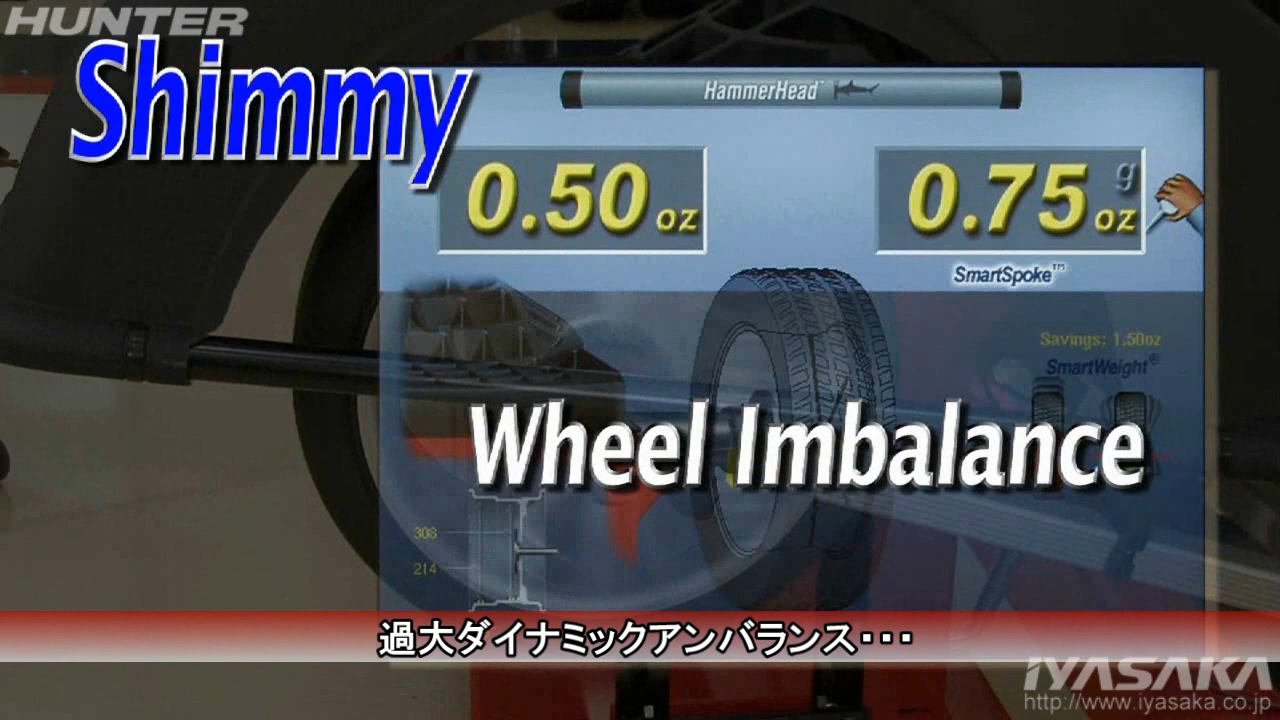 HUNTER
Shimmy
HammerHead™
0.50 oz
0.75 oz
g
SmartSpoke™
Savings: 1.50oz
SmartWeight®
Wheel Imbalance
308
214
過大ダイナミックアンバランス・・・
IYASAKA
http://www.iyasaka.co.jp